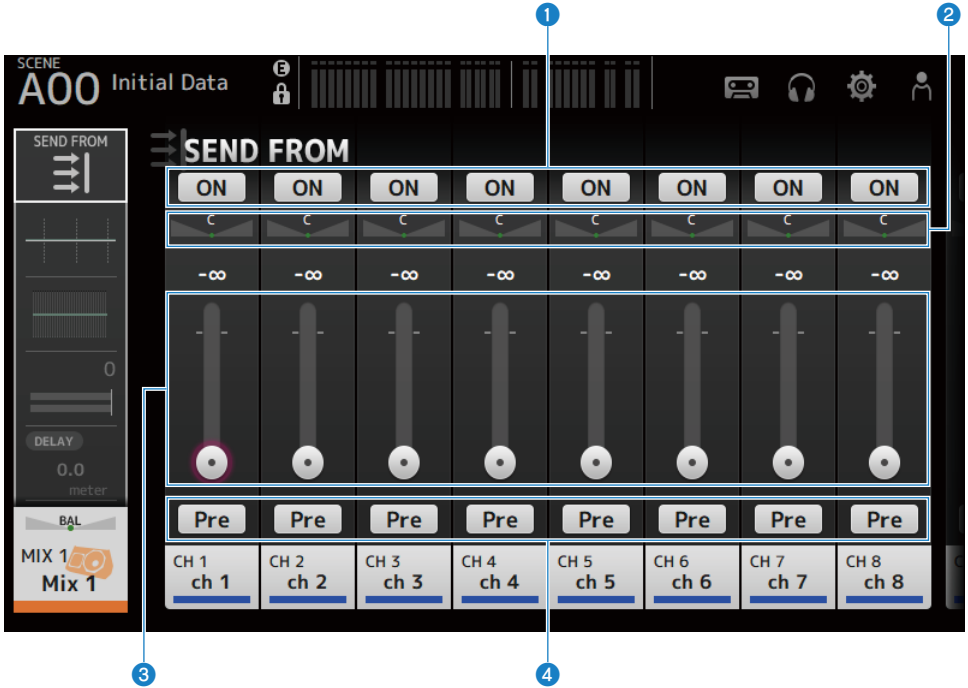 1 2
SCENE
A00 Initial Data E
SEND FROM
SEND FROM
ON ON ON ON ON ON ON ON
C C C C C C C C
-∞ -∞ -∞ -∞ -∞ -∞ -∞ -∞
0
3
DELAY
0.0
meter
BAL
Pre Pre Pre Pre Pre Pre Pre Pre
MIX 1
Mix 1
CH 1 CH 2 CH 3 CH 4 CH 5 CH 6 CH 7 CH 8
ch 1 ch 2 ch 3 ch 4 ch 5 ch 6 ch 7 ch 8
4